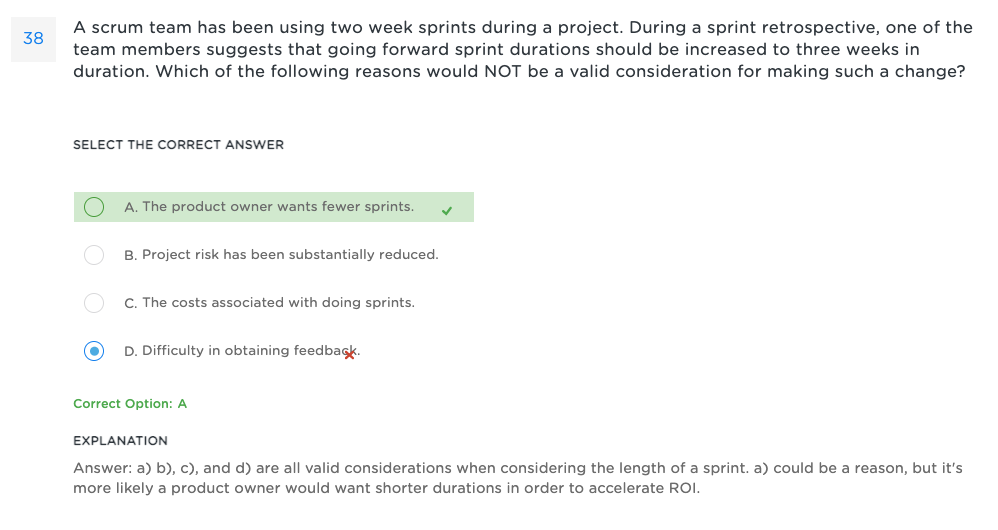 38
A scrum team has been using two week sprints during a project. During a sprint retrospective, one of the
team members suggests that going forward sprint durations should be increased to three weeks in
duration. Which of the following reasons would NOT be a valid consideration for making such a change?
SELECT THE CORRECT ANSWER
A. The product owner wants fewer sprints.
B. Project risk has been substantially reduced.
C. The costs associated with doing sprints.
D. Difficulty in obtaining feedback.
Correct Option: A
EXPLANATION
Answer: a) b), c), and d) are all valid considerations when considering the length of a sprint. a) could be a reason, but it's
more likely a product owner would want shorter durations in order to accelerate ROI.